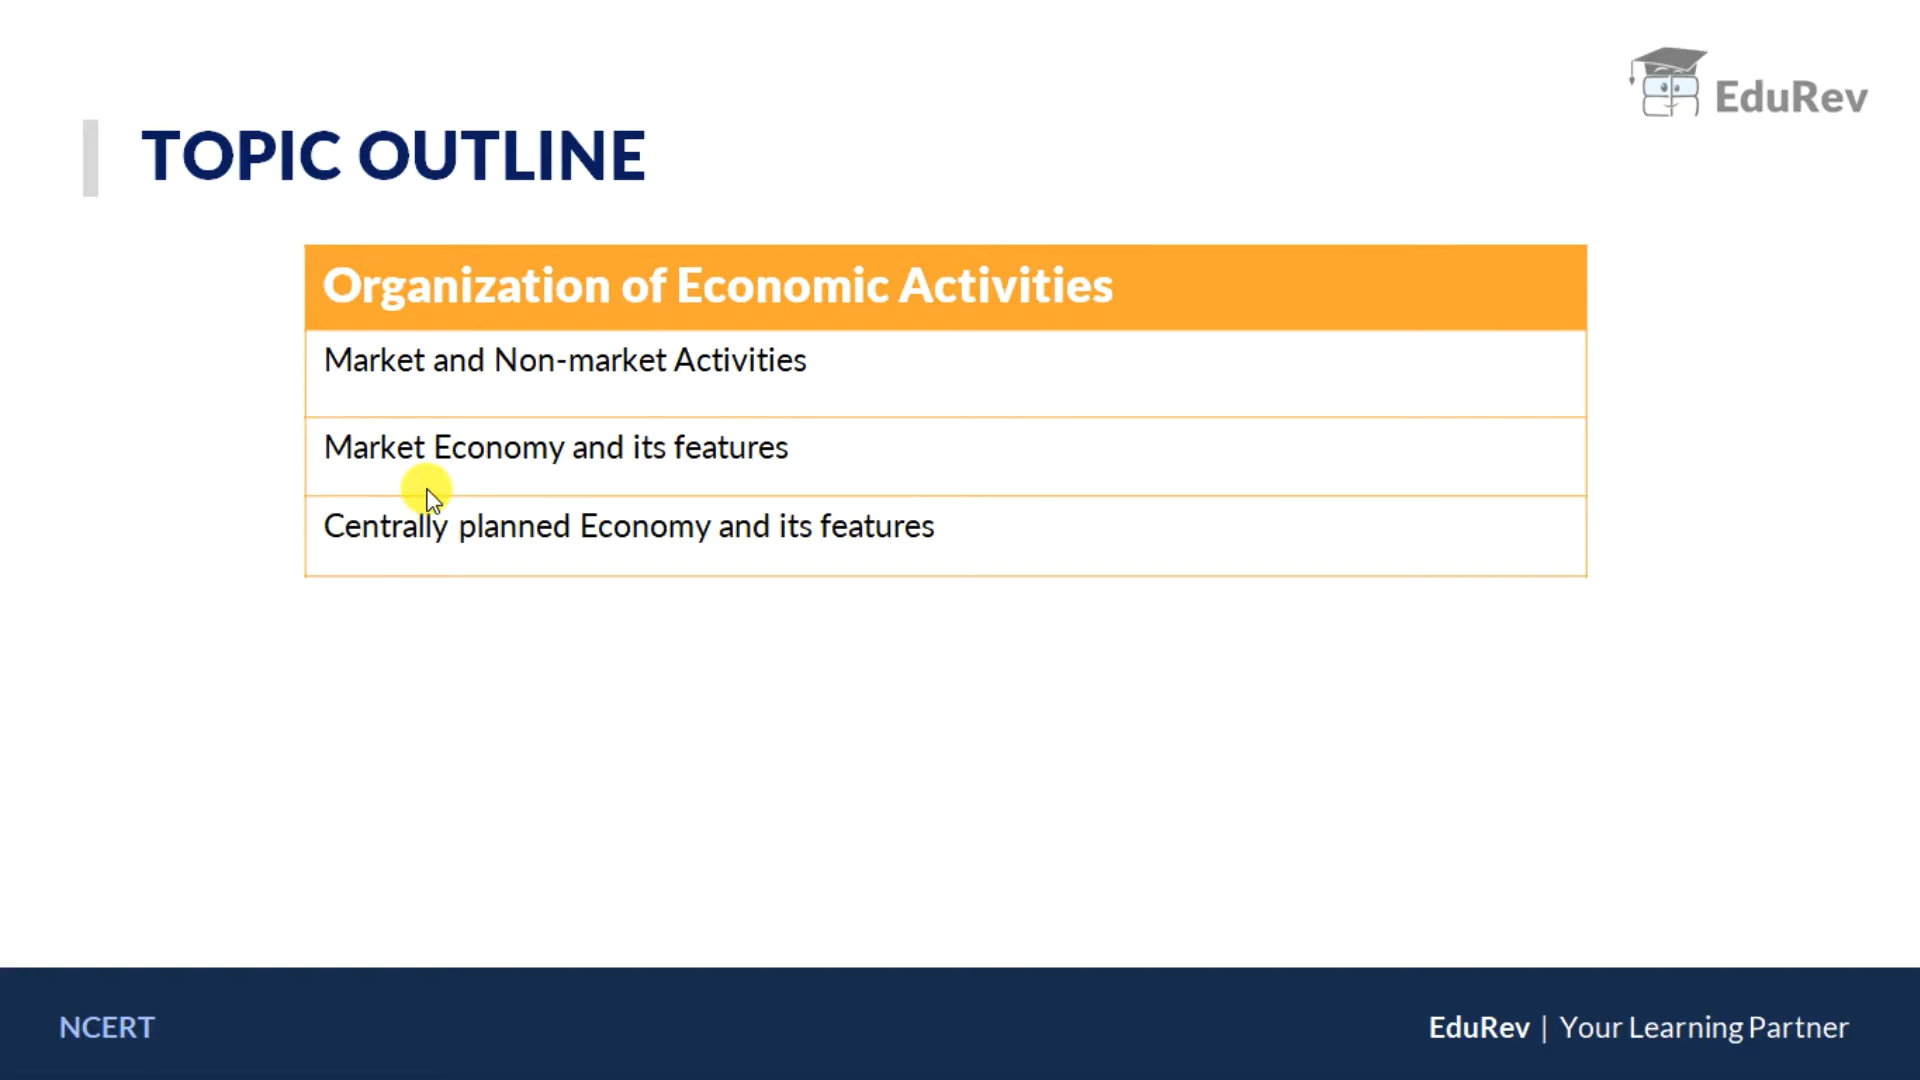 EduRev
TOPIC OUTLINE
Organization of Economic Activities
Market and Non-market Activities
Market Economy and its features
Centrally planned Economy and its features
NCERT
EduRev | Your Learning Partner